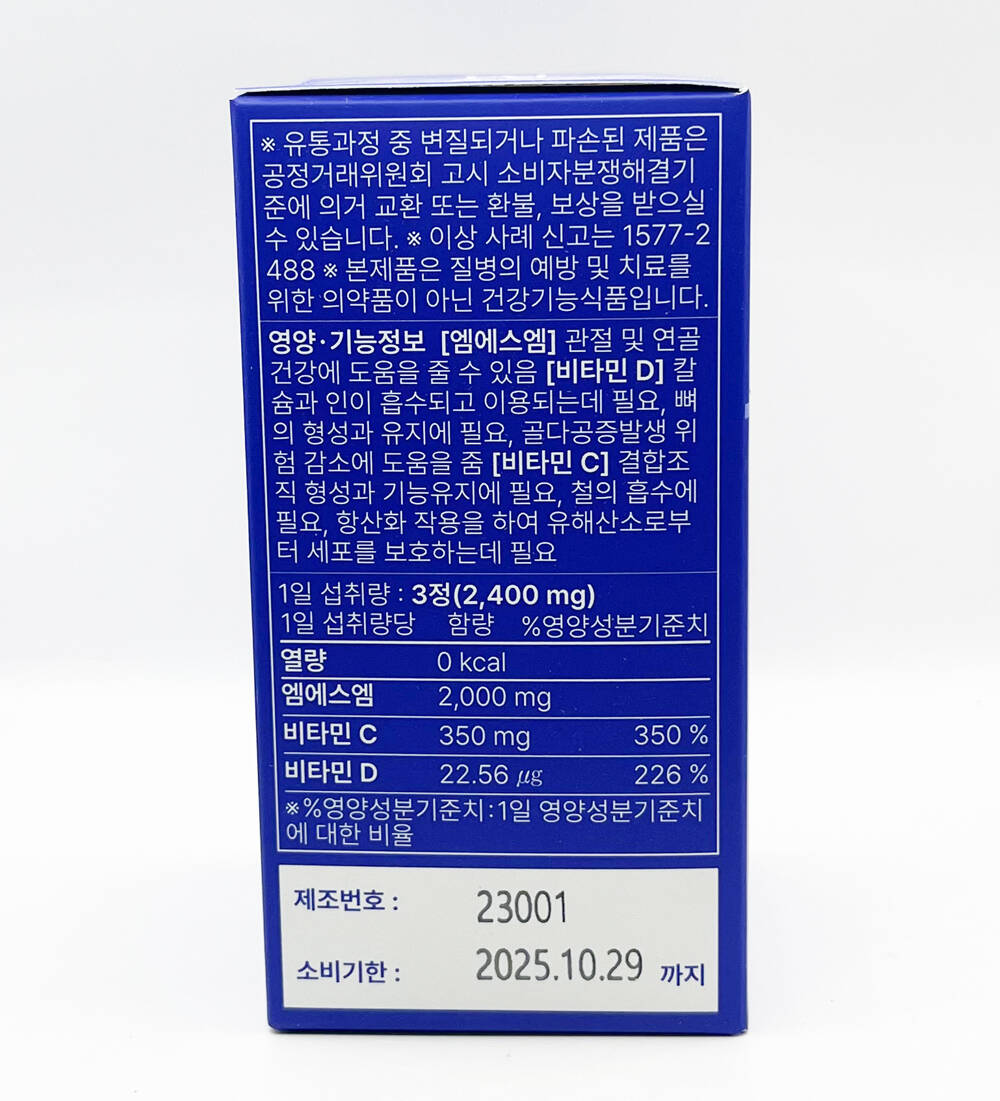 ※ 유통과정 중 변질되거나 파손된 제품은
공정거래위원회 고시 소비자분쟁해결기
준에 의거 교환 또는 환불, 보상을 받으실
수 있습니다. ※ 이상 사례 신고는 1577-2
488 ※ 본제품은 질병의 예방 및 치료를
위한 의약품이 아닌 건강기능식품입니다.
영양·기능정보 [엠에스엠] 관절 및 연골
건강에 도움을 줄 수 있음 [비타민 D] 칼
슘과 인이 흡수되고 이용되는데 필요, 뼈
의 형성과 유지에 필요, 골다공증발생 위
험 감소에 도움을 줌 [비타민 C] 결합조
직 형성과 기능유지에 필요, 철의 흡수에
필요, 항산화 작용을 하여 유해산소로부
터 세포를 보호하는데 필요
1일 섭취량 : 3정(2,400 mg)
1일 섭취량당 함량 %영양성분기준치
열량 0 kcal
엠에스엠 2,000 mg
비타민 C 350 mg 350 %
비타민 D 22.56 μg 226 %
※%영양성분기준치:1일 영양성분기준치
에 대한 비율
제조번호 : 23001
소비기한 : 2025.10.29 까지